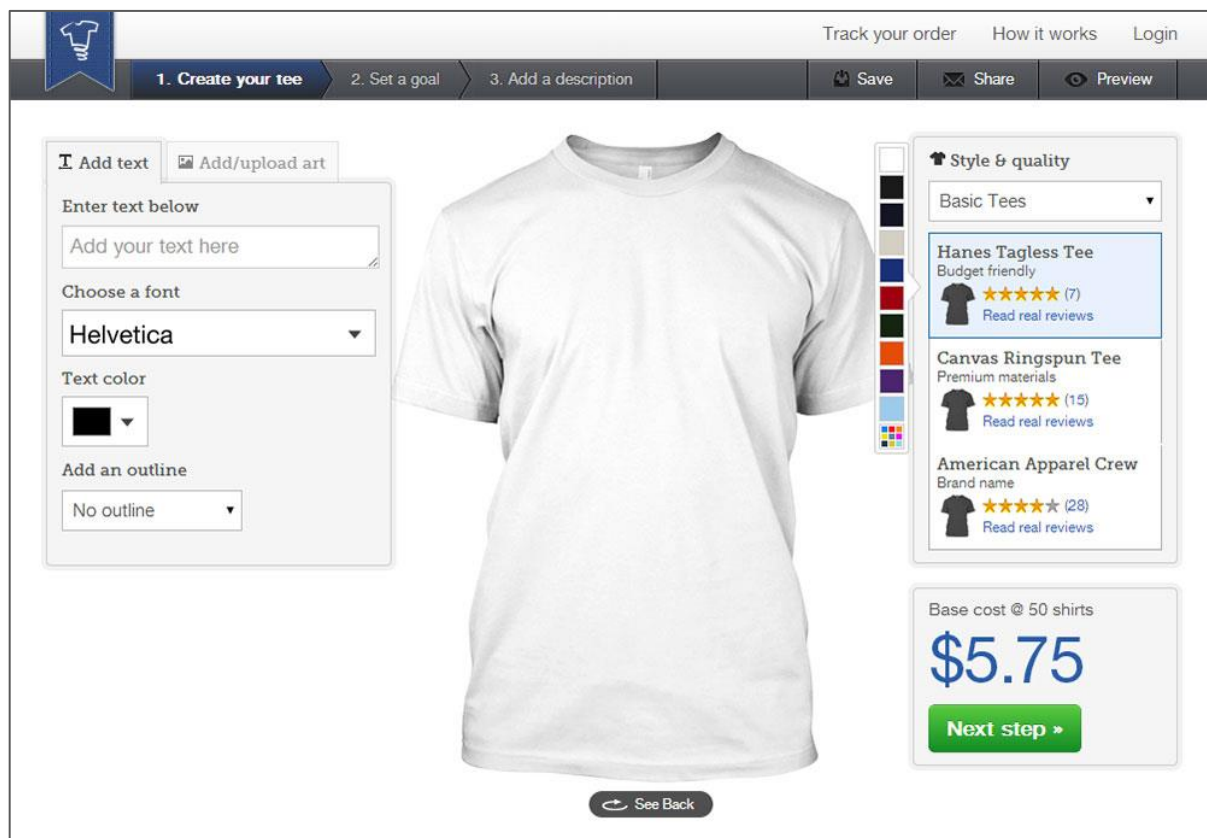 Track your order How it works Login
1. Create your tee 2. Set a goal 3. Add a description Save Share Preview
Add text Add/upload art
Enter text below
Add your text here
Choose a font
Helvetica
Text color
Add an outline
No outline
See Back
Style & quality
Basic Tees
Hanes Tagless Tee
Budget friendly
(7)
Read real reviews
Canvas Ringspun Tee
Premium materials
(15)
Read real reviews
American Apparel Crew
Brand name
(28)
Read real reviews
Base cost @ 50 shirts
$5.75
Next step »